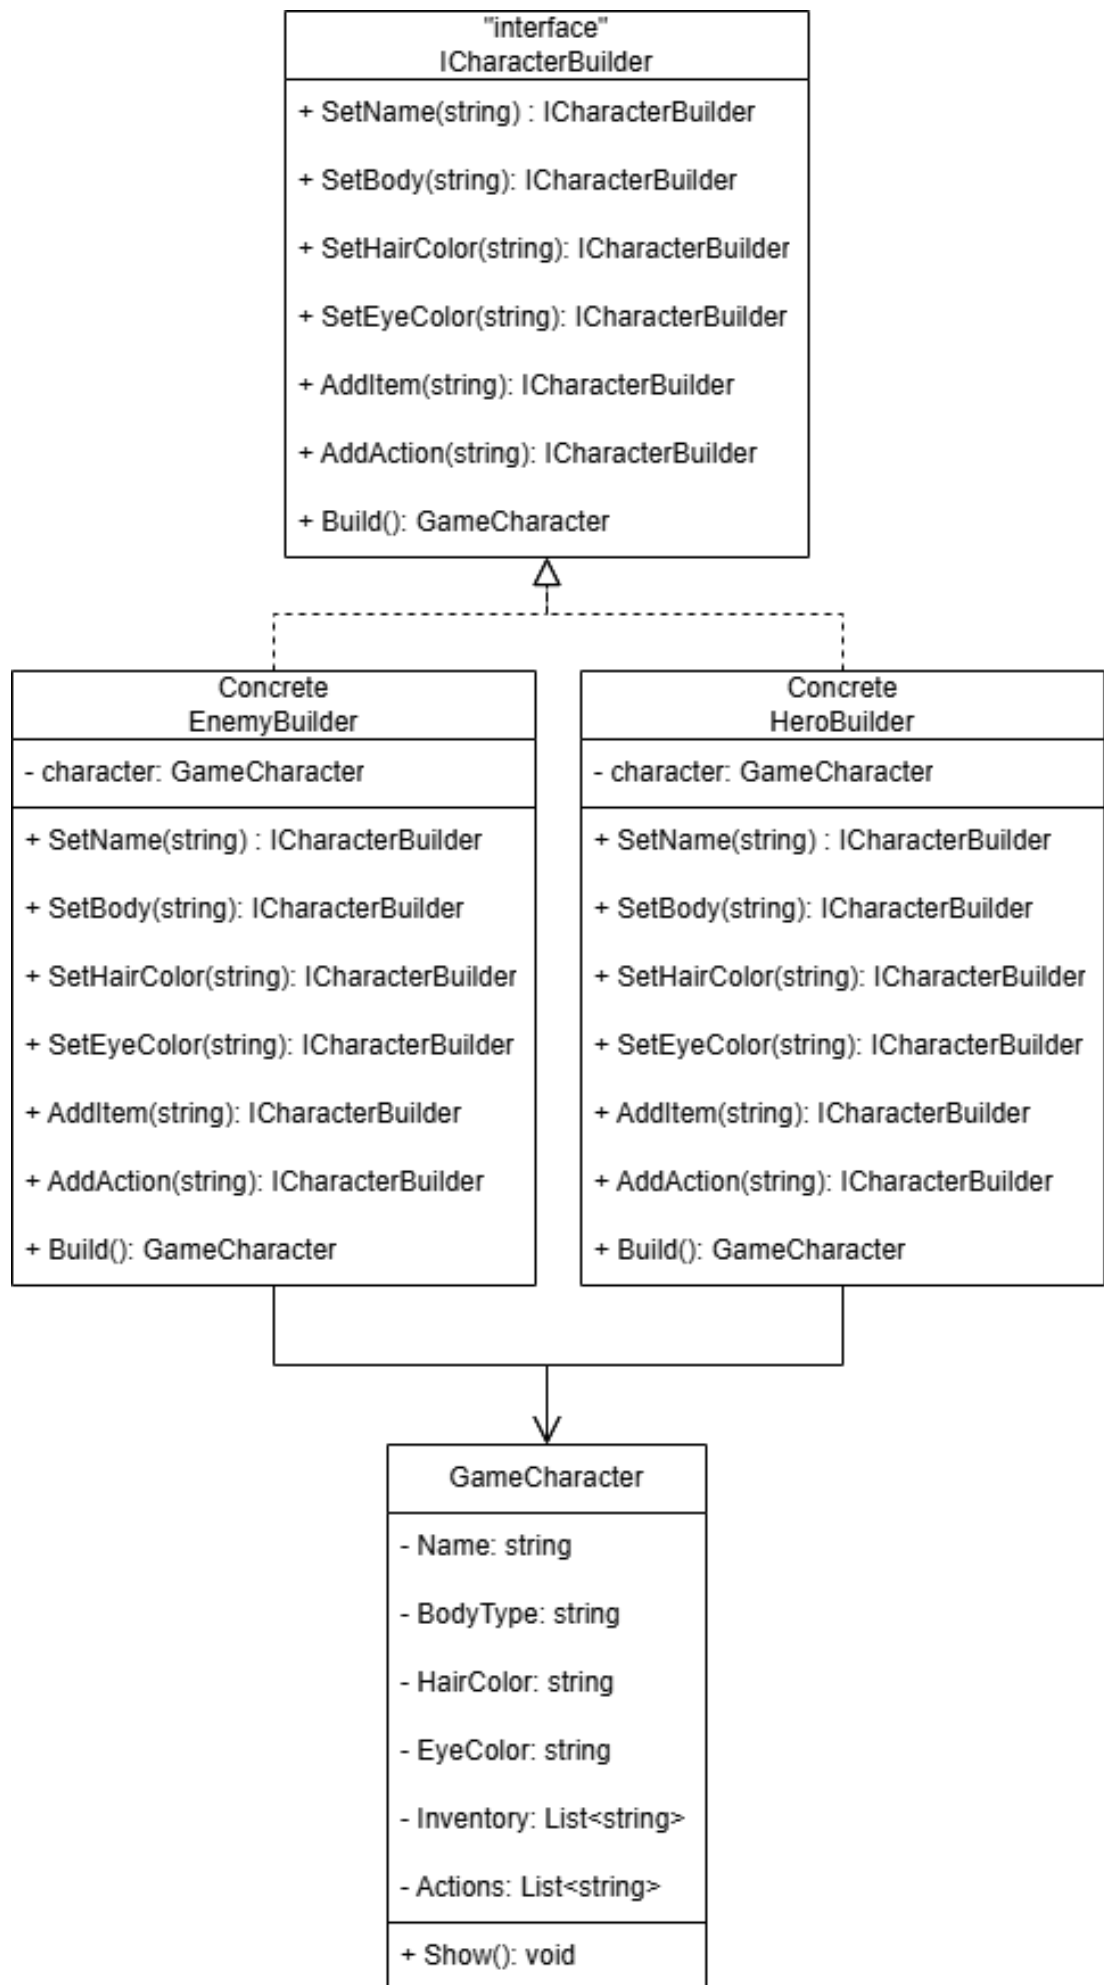 "interface"
ICharacterBuilder
+ SetName(string) : ICharacterBuilder
+ SetBody(string): ICharacterBuilder
+ SetHairColor(string): ICharacterBuilder
+ SetEyeColor(string): ICharacterBuilder
+ AddItem(string): ICharacterBuilder
+ AddAction(string): ICharacterBuilder
+ Build(): GameCharacter
Concrete
EnemyBuilder
- character: GameCharacter
+ SetName(string) : ICharacterBuilder
+ SetBody(string): ICharacterBuilder
+ SetHairColor(string): ICharacterBuilder
+ SetEyeColor(string): ICharacterBuilder
+ AddItem(string): ICharacterBuilder
+ AddAction(string): ICharacterBuilder
+ Build(): GameCharacter
Concrete
HeroBuilder
- character: GameCharacter
+ SetName(string) : ICharacterBuilder
+ SetBody(string): ICharacterBuilder
+ SetHairColor(string): ICharacterBuilder
+ SetEyeColor(string): ICharacterBuilder
+ AddItem(string): ICharacterBuilder
+ AddAction(string): ICharacterBuilder
+ Build(): GameCharacter
GameCharacter
- Name: string
- BodyType: string
- HairColor: string
- EyeColor: string
- Inventory: List<string>
- Actions: List<string>
+ Show(): void